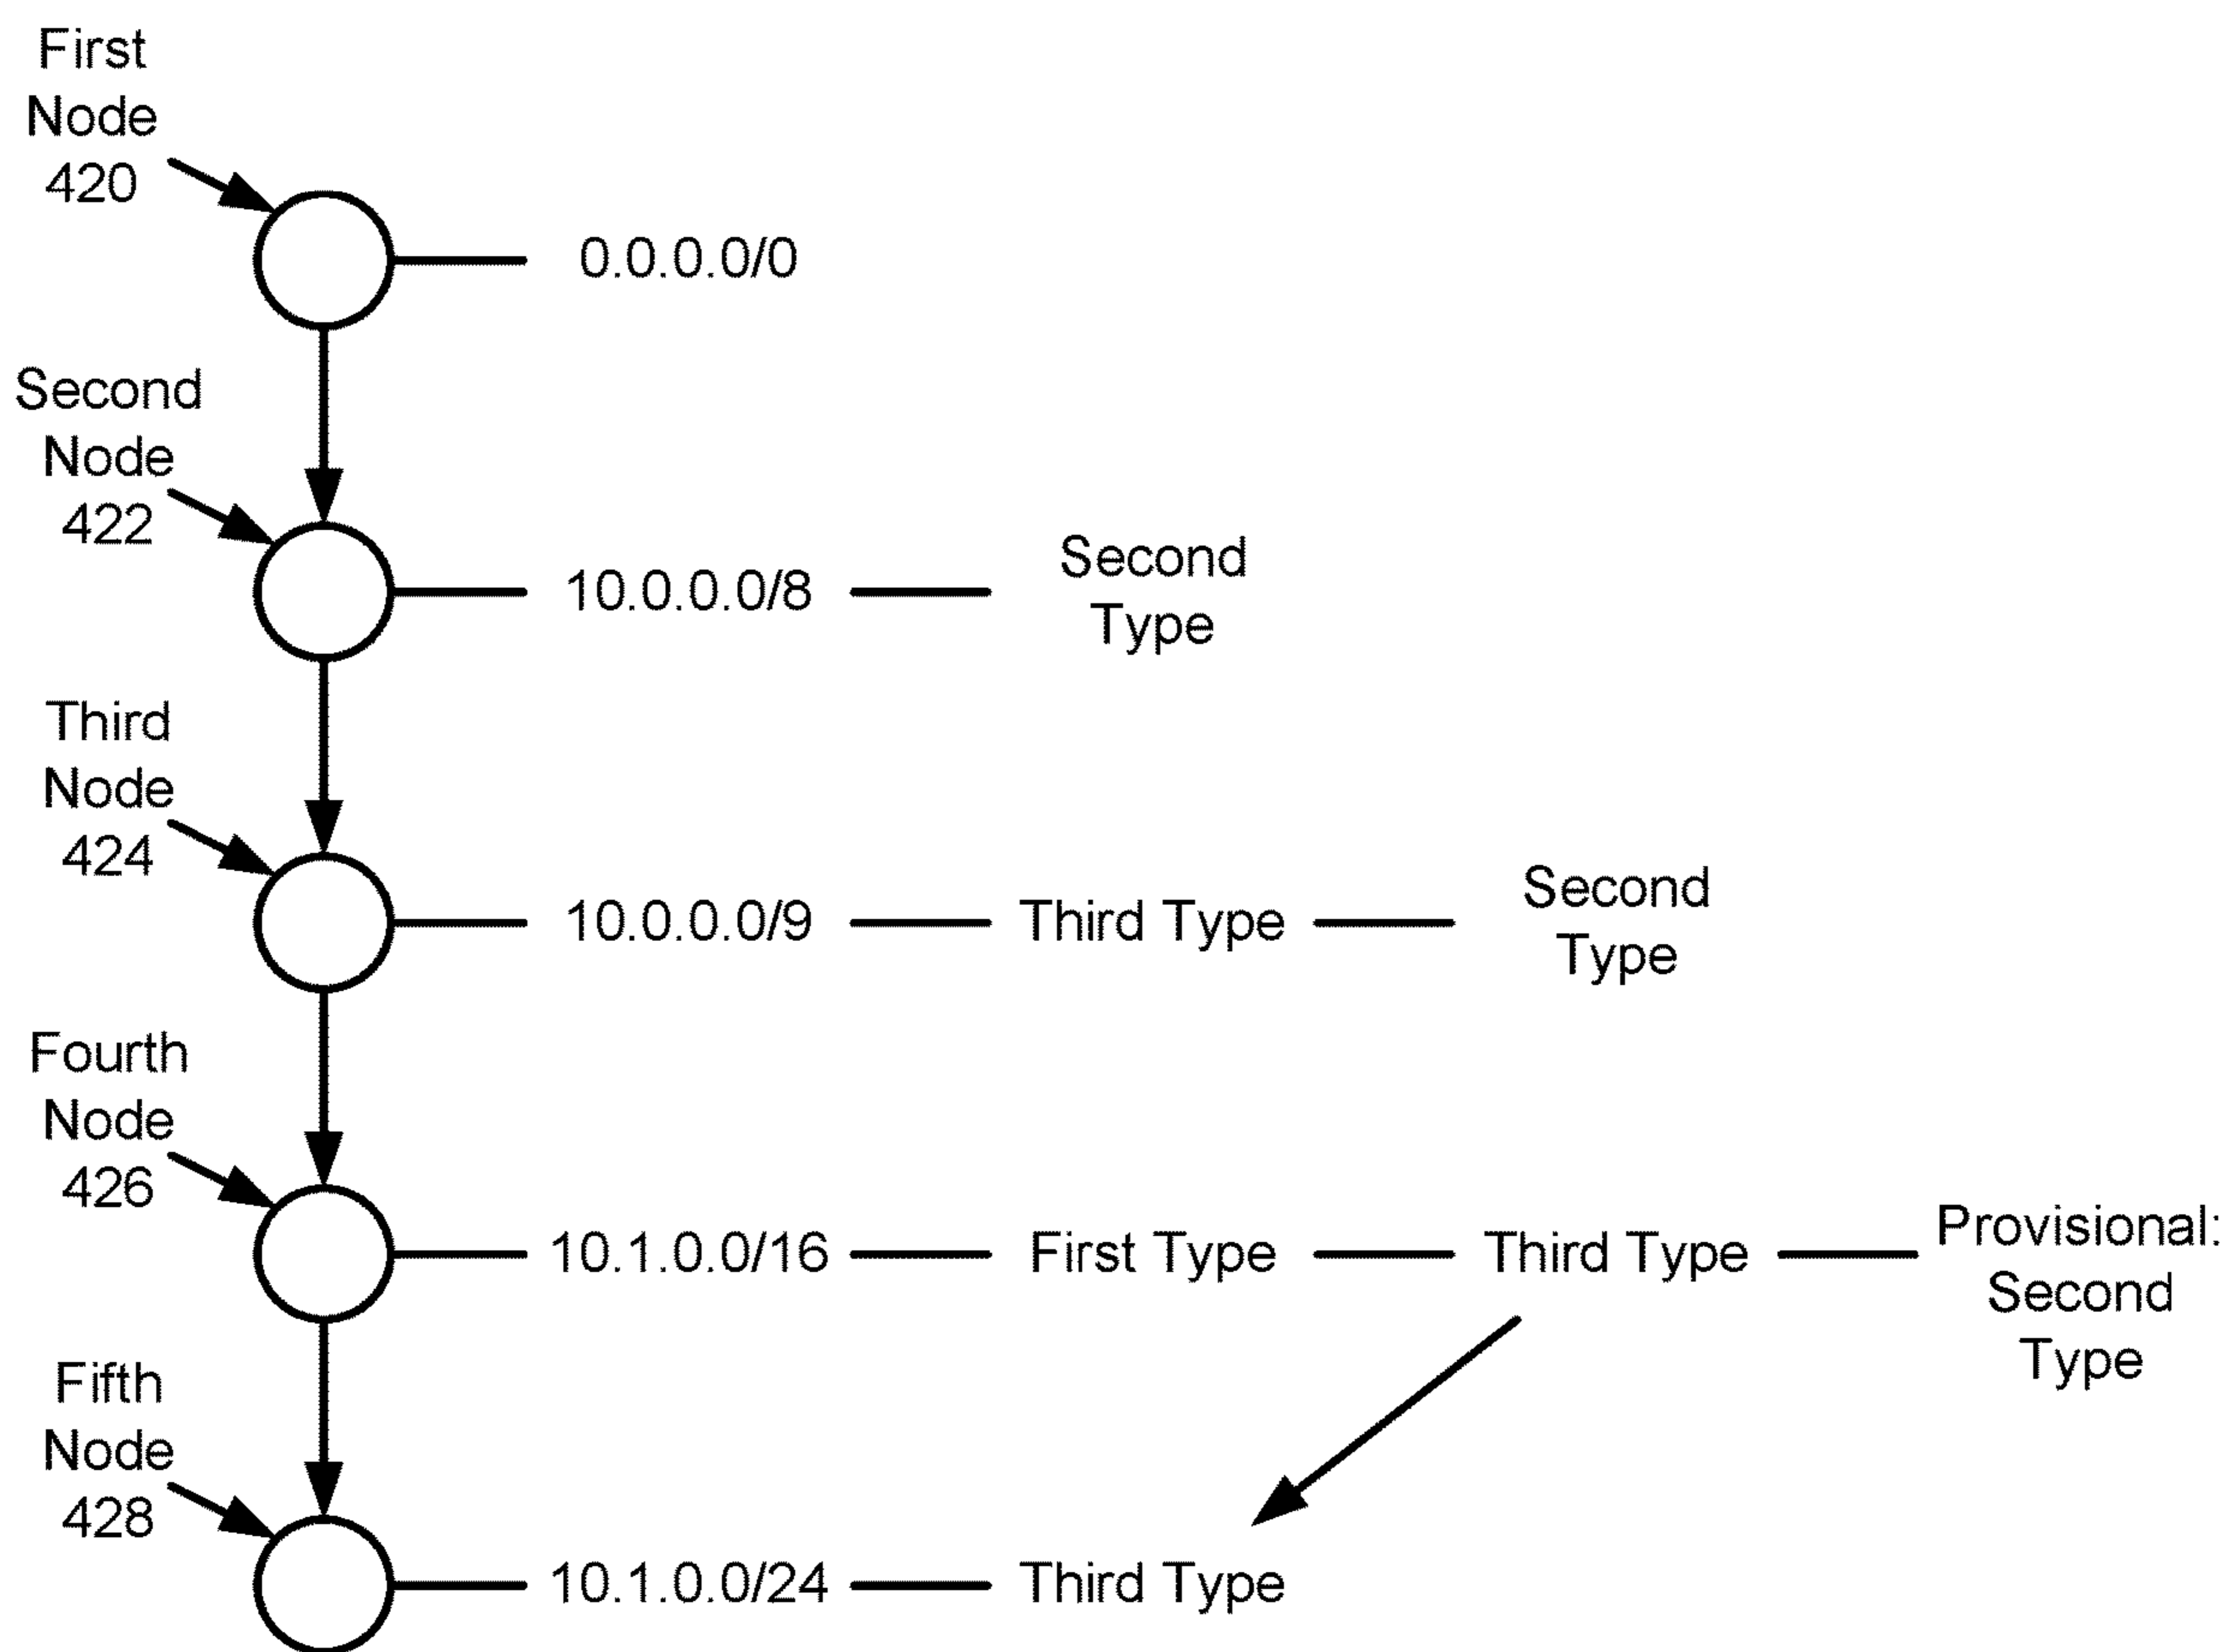 First
Node
420
0.0.0.0/0
Second
Node
422
10.0.0.0/8
Second
Type
Third
Node
424
10.0.0.0/9
Third Type
Second
Type
Fourth
Node
426
10.1.0.0/16
First Type
Third Type
Provisional:
Second
Type
Fifth
Node
428
10.1.0.0/24
Third Type